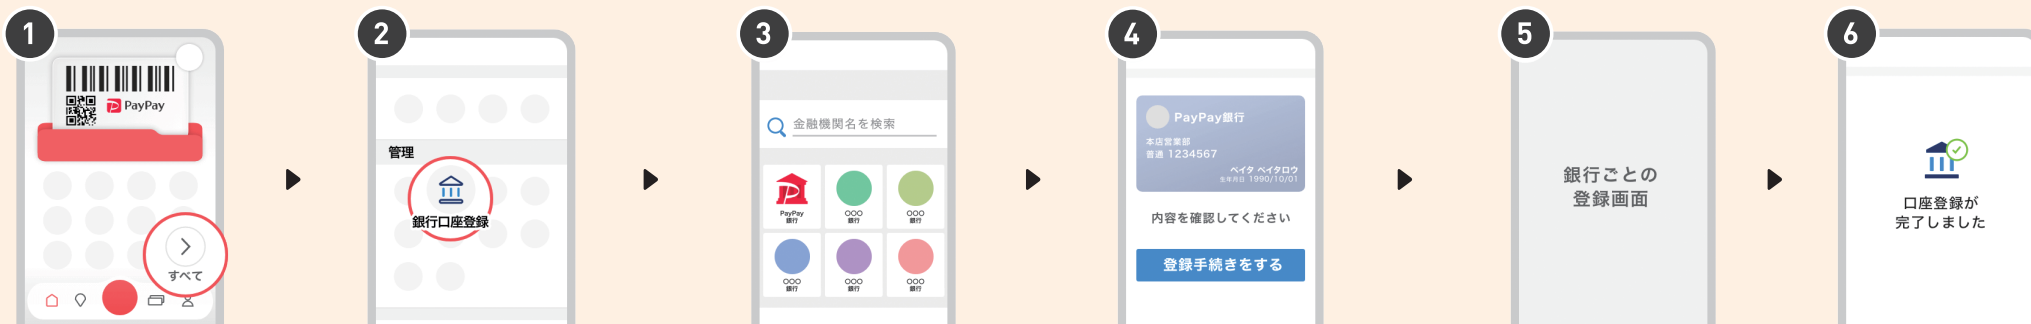 1
PayPay
すべて
2
管理
銀行口座登録
3
金融機関名を検索
PayPay
銀行
○○○
銀行
○○○
銀行
○○○
銀行
○○○
銀行
○○○
銀行
4
PayPay銀行
本店営業部
普通 1234567
ペイタ ペイタロウ
生年月日 1990/10/01
内容を確認してください
登録手続きをする
5
銀行ごとの
登録画面
6
口座登録が
完了しました